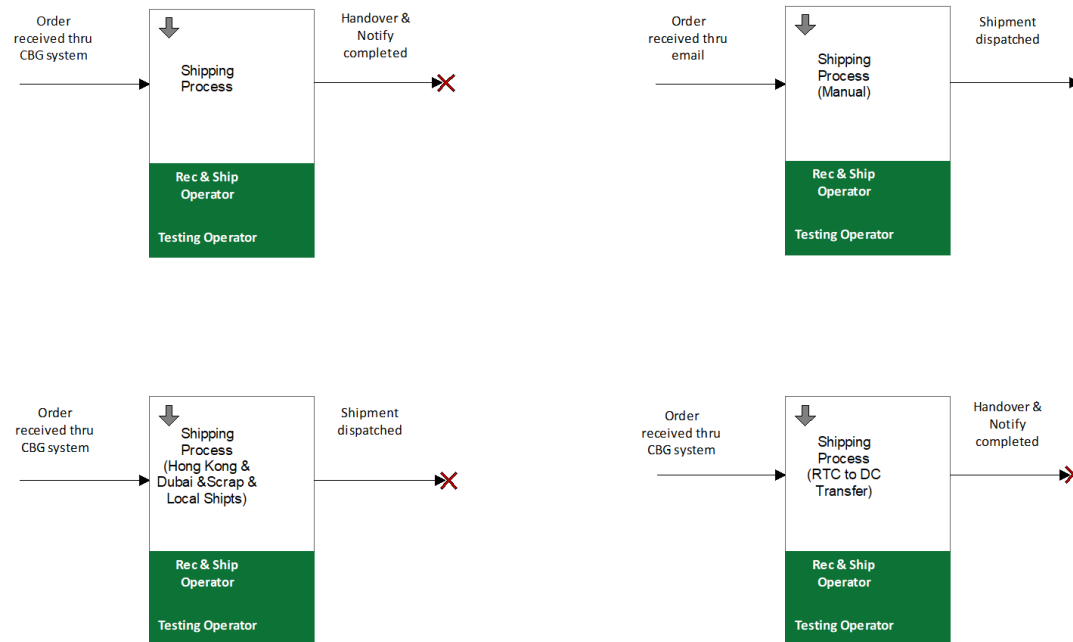 Order
received thru
CBG system
Shipping
Process
Handover &
Notify
completed
Rec & Ship
Operator
Testing Operator
Order
received thru
email
Shipping
Process
(Manual)
Shipment
dispatched
Rec & Ship
Operator
Testing Operator
Order
received thru
CBG system
Shipping
Process
(Hong Kong &
Dubai &Scrap &
Local Shipts)
Shipment
dispatched
Rec & Ship
Operator
Testing Operator
Order
received thru
CBG system
Shipping
Process
(RTC to DC
Transfer)
Handover &
Notify
completed
Rec & Ship
Operator
Testing Operator